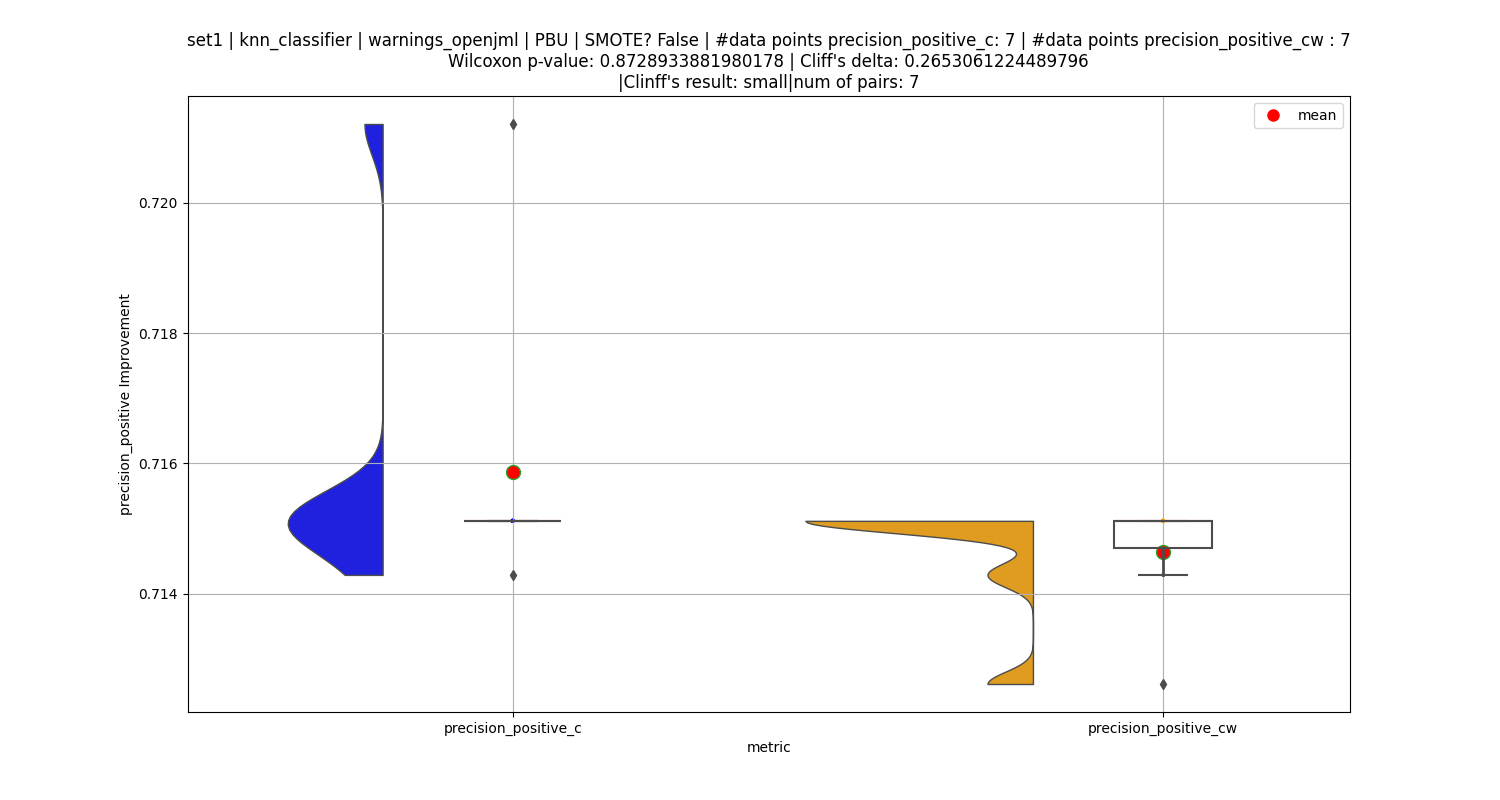 set1 | knn_classifier | warnings_openjml | PBU | SMOTE? False | #data points precision_positive_c: 7 | #data points precision_positive_cw : 7
Wilcoxon p-value: 0.8728933881980178 | Cliff's delta: 0.2653061224489796
|Clinff's result: small|num of pairs: 7
mean
0.720
0.718
0.716
0.714
precision_positive Improvement
precision_positive_c
precision_positive_cw
metric